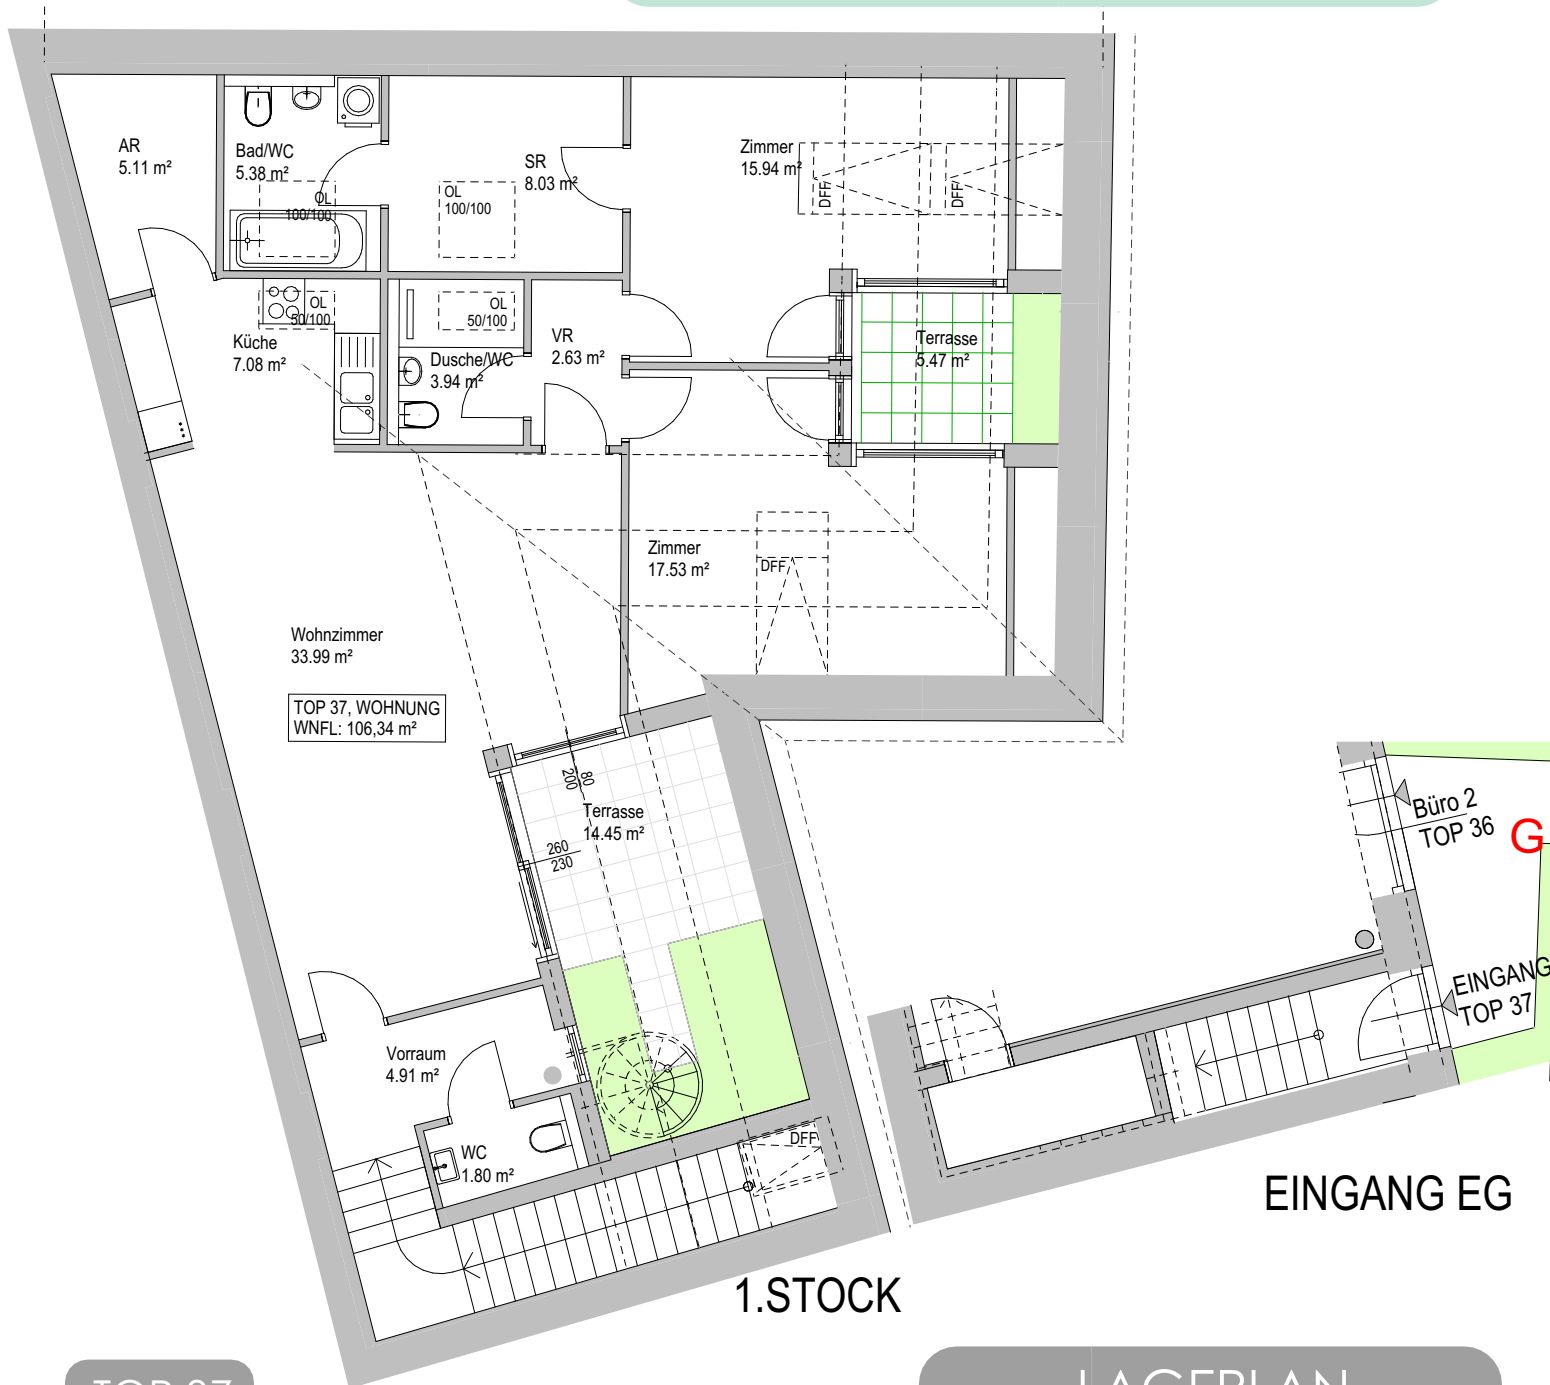 AR
5.11 m²
Bad/WC
5.38 m²
OL
100/100
SR
8.03 m²
OL
100/100
Zimmer
15.94 m²
DFF
DFF
OL
50/100
Küche
7.08 m²
OL
50/100
Dusche/WC
3.94 m²
VR
2.63 m²
Terrasse
5.47 m²
Zimmer
17.53 m²
DFF
Wohnzimmer
33.99 m²
TOP 37, WOHNUNG
WNFL: 106,34 m²
80
200
Terrasse
14.45 m²
260
230
Büro 2
TOP 36
G
EINGANG
TOP 37
Vorraum
4.91 m²
WC
1.80 m²
DFF
EINGANG EG
1.STOCK
TOP 37
LAGEPLAN